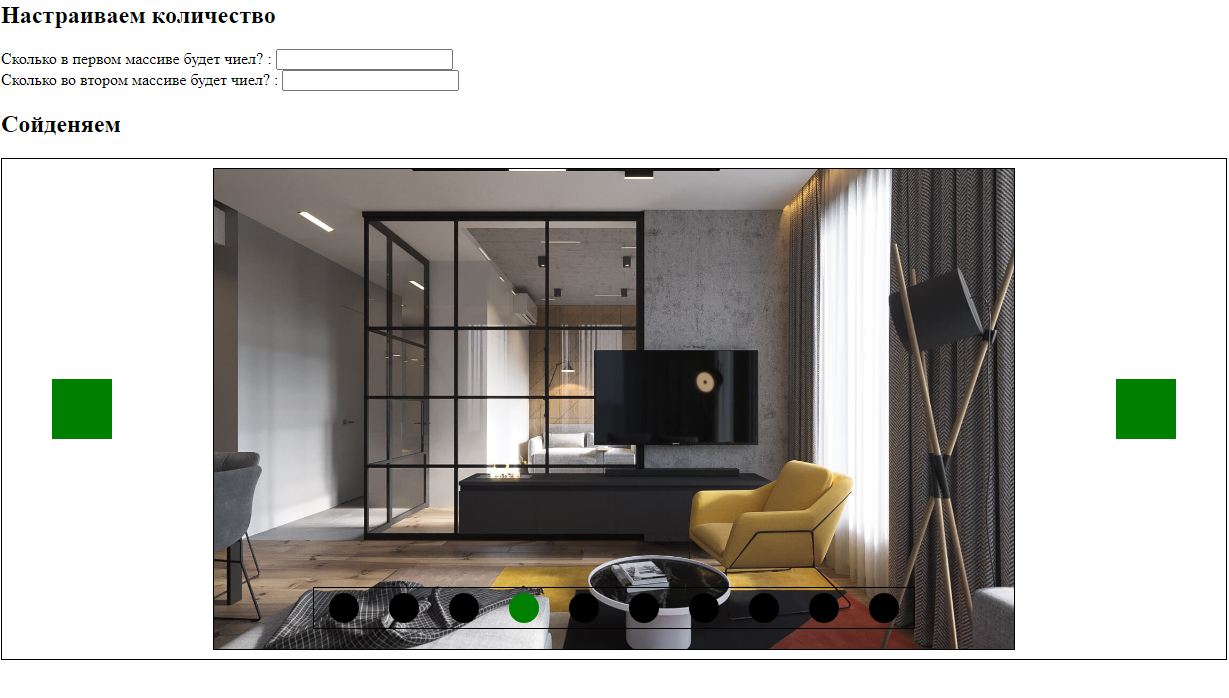 Настраиваем количество
Сколько в первом массиве будет чиел? :
Сколько во втором массиве будет чиел? :
Сойденяем